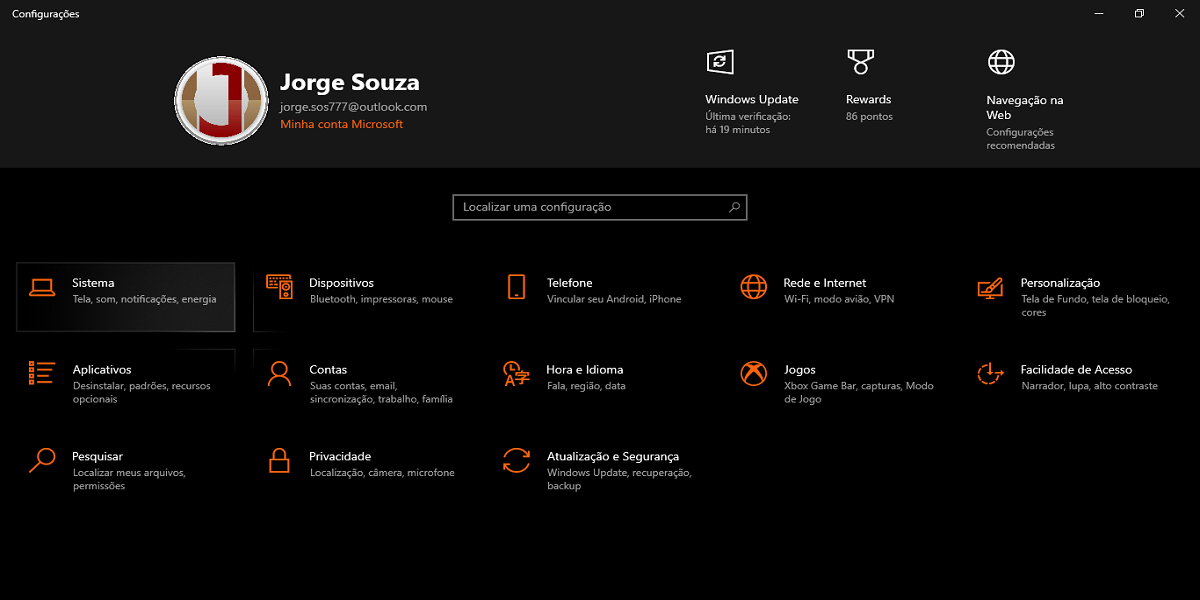 Configurações
Jorge Souza
jorge.sos777@outlook.com
Minha conta Microsoft
Windows Update
Última verificação:
há 19 minutos
Rewards
86 pontos
Navegação na
Web
Configurações
recomendadas
Localizar uma configuração
Sistema
Tela, som, notificações, energia
Dispositivos
Bluetooth, impressoras, mouse
Telefone
Vincular seu Android, iPhone
Rede e Internet
Wi-Fi, modo avião, VPN
Personalização
Tela de Fundo, tela de bloqueio,
cores
Aplicativos
Desinstalar, padrões, recursos
opcionais
Contas
Suas contas, email,
sincronização, trabalho, família
Hora e Idioma
Fala, região, data
Jogos
Xbox Game Bar, capturas, Modo
de Jogo
Facilidade de Acesso
Narrador, lupa, alto contraste
Pesquisar
Localizar meus arquivos,
permissões
Privacidade
Localização, câmera, microfone
Atualização e Segurança
Windows Update, recuperação,
backup